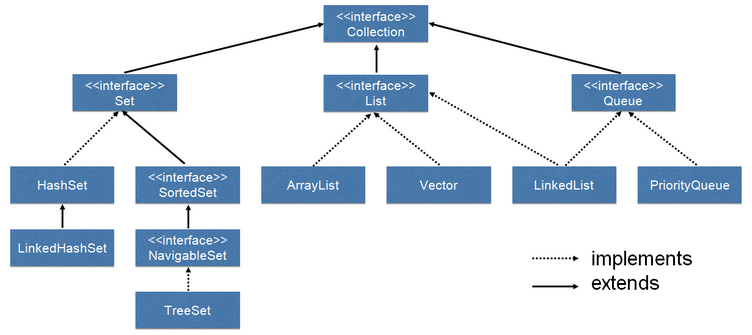 <<interface>>
Collection
<<interface>>
Set
<<interface>>
List
<<interface>>
Queue
HashSet
<<interface>>
SortedSet
ArrayList
Vector
LinkedList
PriorityQueue
LinkedHashSet
<<interface>>
NavigableSet
TreeSet
implements
extends